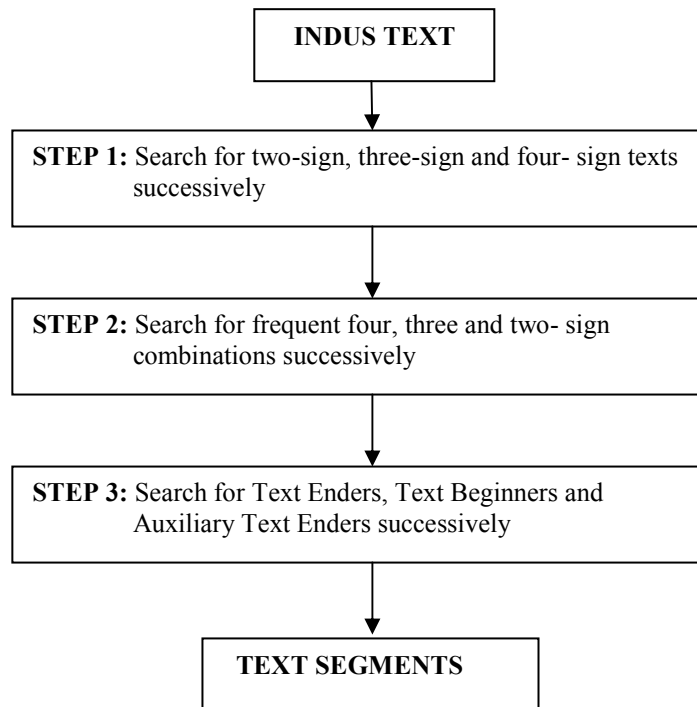 INDUS TEXT
STEP 1: Search for two-sign, three-sign and four- sign texts
successively
STEP 2: Search for frequent four, three and two- sign
combinations successively
STEP 3: Search for Text Enders, Text Beginners and
Auxiliary Text Enders successively
TEXT SEGMENTS